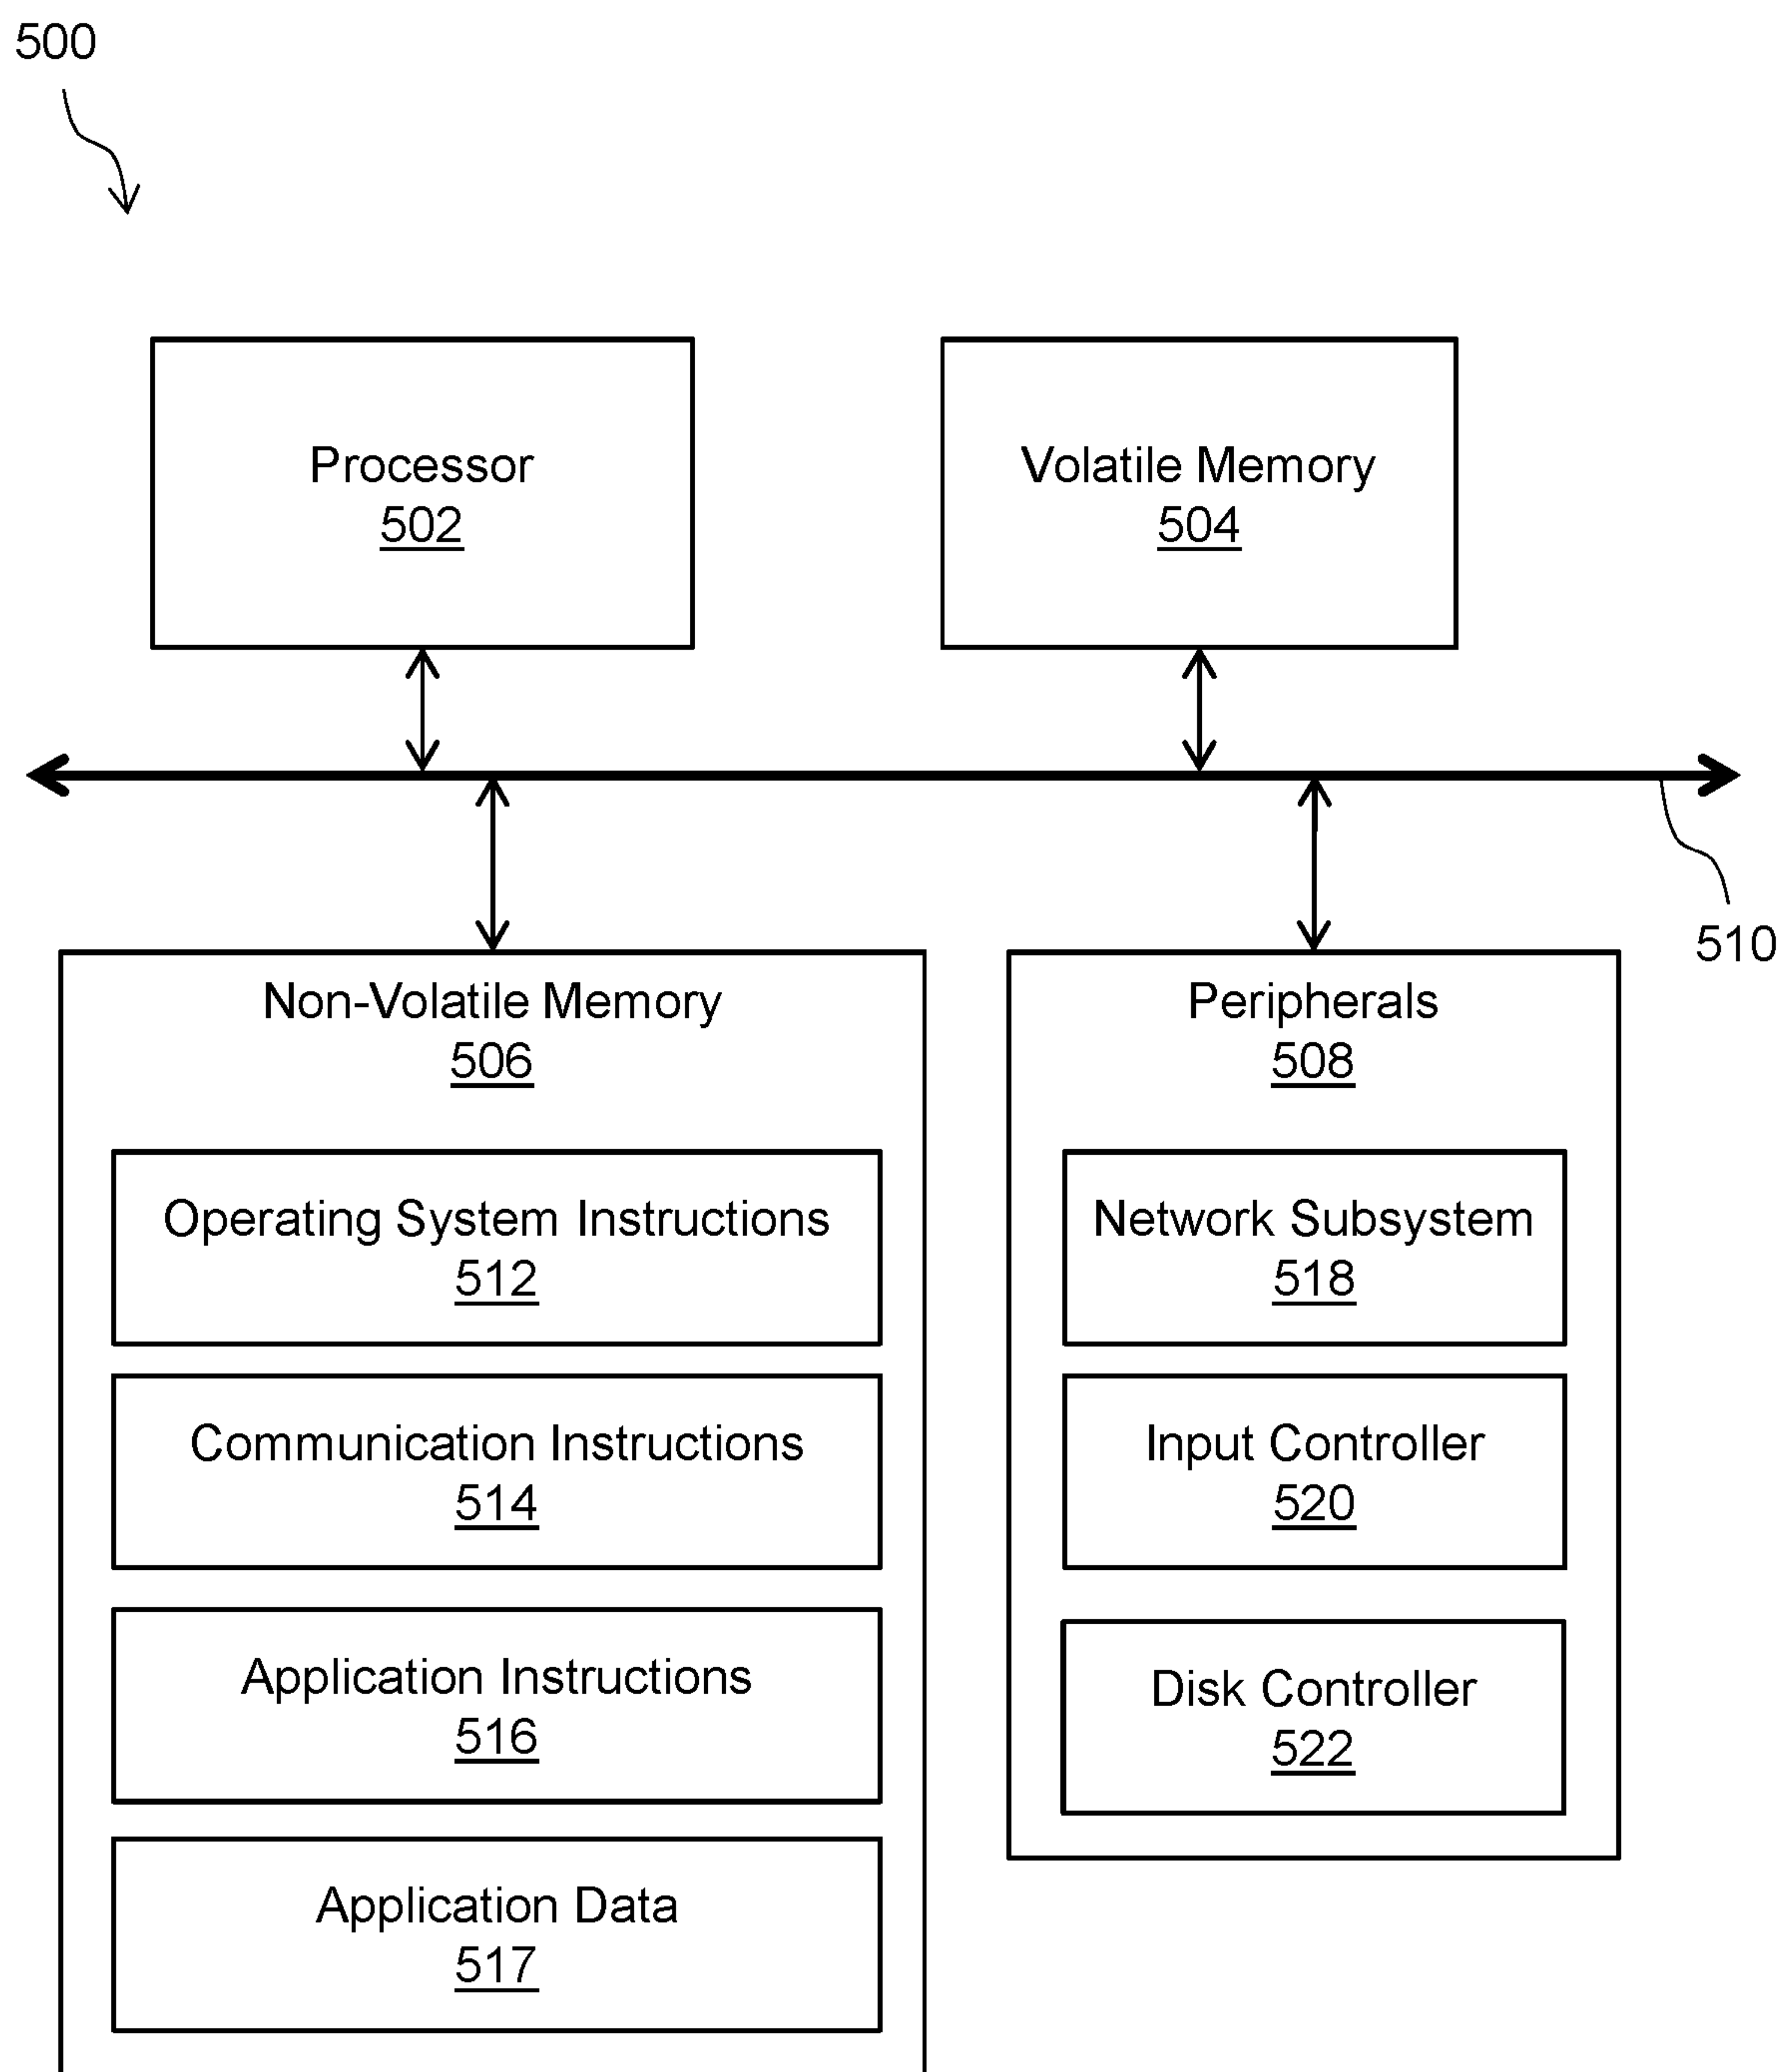 500
Processor
502
Volatile Memory
504
510
Non-Volatile Memory
506
Operating System Instructions
512
Communication Instructions
514
Application Instructions
516
Application Data
517
Peripherals
508
Network Subsystem
518
Input Controller
520
Disk Controller
522